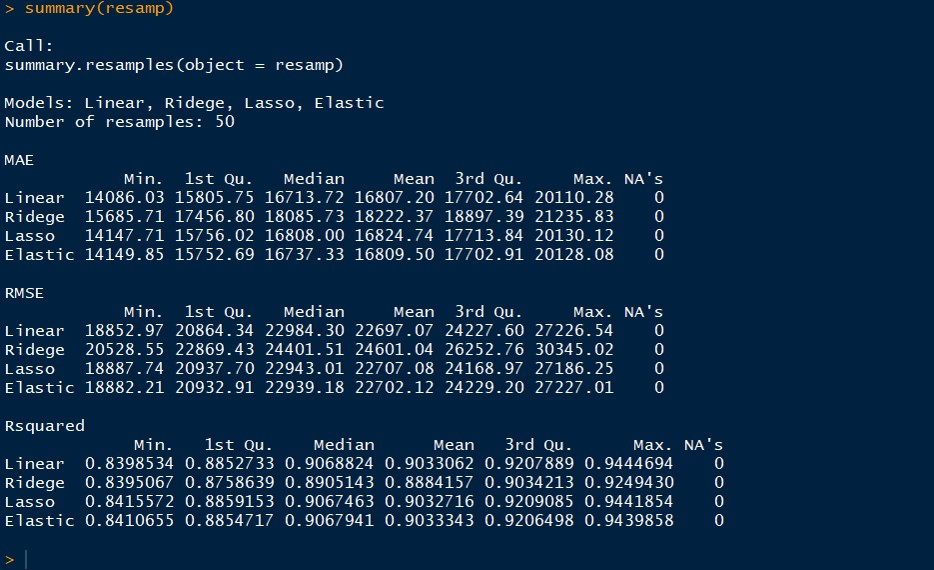 > summary(resamp)
Call:
summary.resamples(object = resamp)
Models: Linear, Ridege, Lasso, Elastic
Number of resamples: 50
MAE
Min. 1st Qu. Median Mean 3rd Qu. Max. NA's
Linear 14086.03 15805.75 16713.72 16807.20 17702.64 20110.28 0
Ridege 15685.71 17456.80 18085.73 18222.37 18897.39 21235.83 0
Lasso 14147.71 15756.02 16808.00 16824.74 17713.84 20130.12 0
Elastic 14149.85 15752.69 16737.33 16809.50 17702.91 20128.08 0
RMSE
Min. 1st Qu. Median Mean 3rd Qu. Max. NA's
Linear 18852.97 20864.34 22984.30 22697.07 24227.60 27226.54 0
Ridege 20528.55 22869.43 24401.51 24601.04 26252.76 30345.02 0
Lasso 18887.74 20937.70 22943.01 22707.08 24168.97 27186.25 0
Elastic 18882.21 20932.91 22939.18 22702.12 24229.20 27227.01 0
Rsquared
Min. 1st Qu. Median Mean 3rd Qu. Max. NA's
Linear 0.8398534 0.8852733 0.9068824 0.9033062 0.9207889 0.9444694 0
Ridege 0.8395067 0.8758639 0.8905143 0.8884157 0.9034213 0.9249430 0
Lasso 0.8415572 0.8859153 0.9067463 0.9032716 0.9209085 0.9441854 0
Elastic 0.8410655 0.8854717 0.9067941 0.9033343 0.9206498 0.9439858 0
>